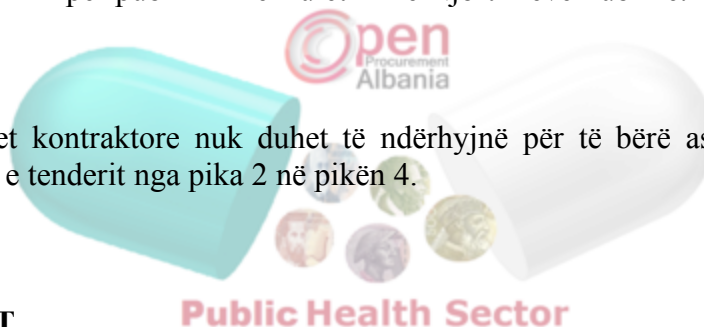 Open
Procurement
Albania
et kontraktore nuk duhet të ndërhyjnë për të bërë as
e tenderit nga pika 2 në pikën 4.
T
Public Health Sector